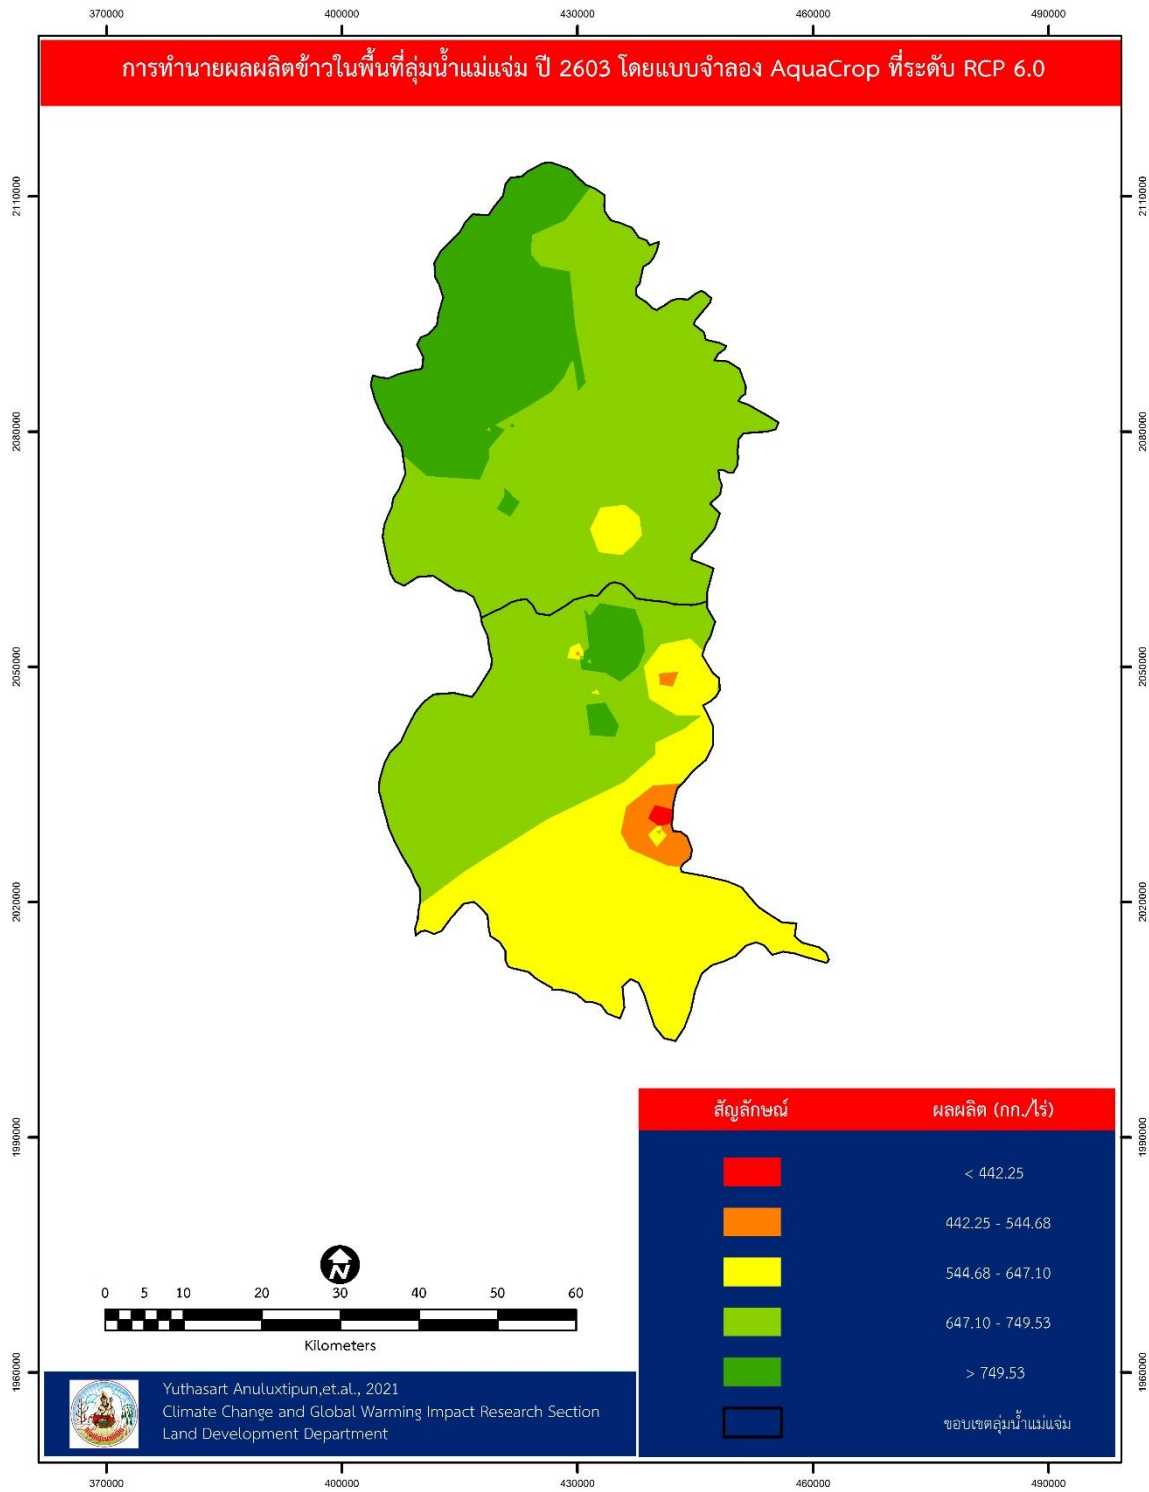 370000 400000 430000 460000 490000
การทำนายผลผลิตข้าวในพื้นที่ลุ่มน้ำแม่แจ่ม ปี 2603 โดยแบบจำลอง AquaCrop ที่ระดับ RCP 6.0
2110000 2110000
2080000 2080000
2050000 2050000
2020000 2020000
1990000 1990000
1960000 1960000
สัญลักษณ์ ผลผลิต (กก./ไร่)
< 442.25
442.25 - 544.68
544.68 - 647.10
647.10 - 749.53
> 749.53
ขอบเขตลุ่มน้ำแม่แจ่ม
N
0 5 10 20 30 40 50 60
Kilometers
Yuthasart Anuluxtipun,et.al., 2021
Climate Change and Global Warming Impact Research Section
Land Development Department
370000 400000 430000 460000 490000